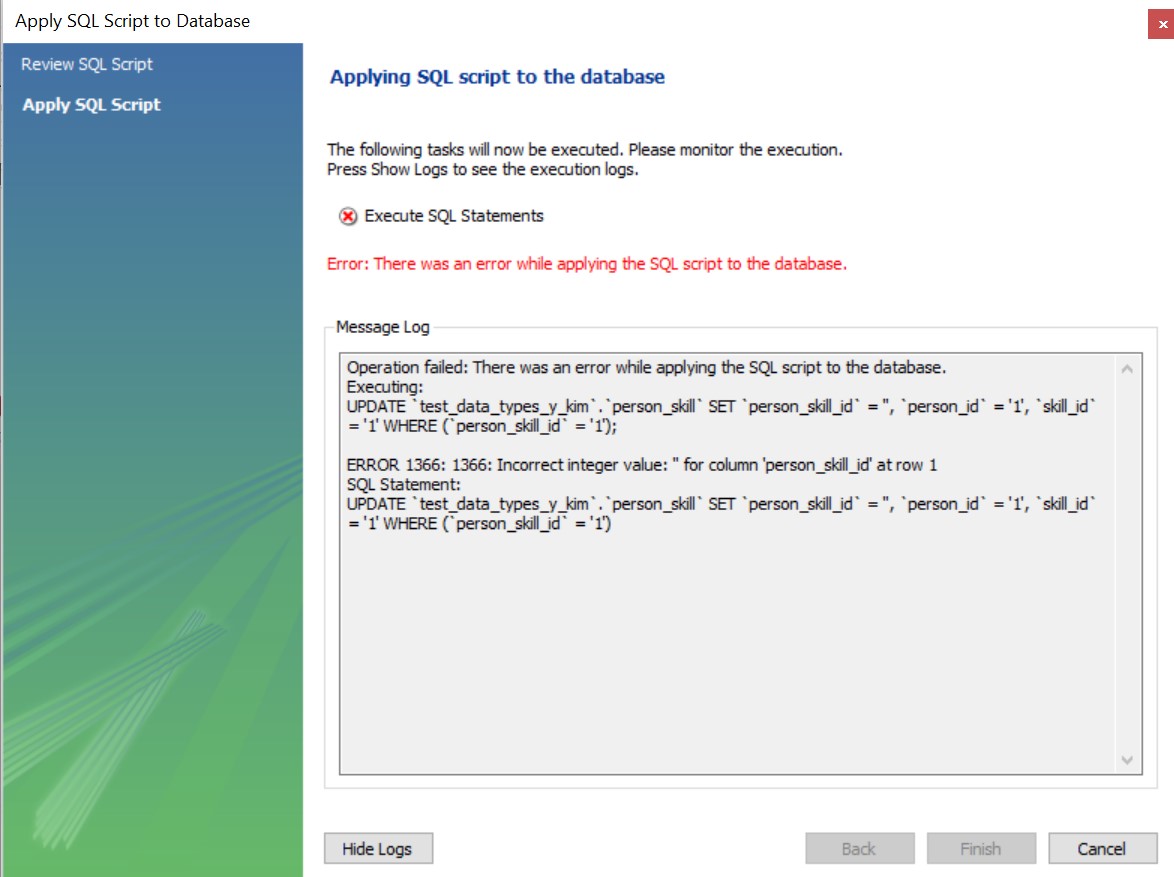 Apply SQL Script to Database
Review SQL Script
Apply SQL Script
Applying SQL script to the database
The following tasks will now be executed. Please monitor the execution.
Press Show Logs to see the execution logs.
Execute SQL Statements
Error: There was an error while applying the SQL script to the database.
Message Log
Operation failed: There was an error while applying the SQL script to the database.
Executing:
UPDATE `test_data_types_y_kim`.`person_skill` SET `person_skill_id` = '', `person_id` = '1', `skill_id`
= '1' WHERE (`person_skill_id` = '1');
ERROR 1366: 1366: Incorrect integer value: '' for column 'person_skill_id' at row 1
SQL Statement:
UPDATE `test_data_types_y_kim`.`person_skill` SET `person_skill_id` = '', `person_id` = '1', `skill_id`
= '1' WHERE (`person_skill_id` = '1')
Hide Logs
Back
Finish
Cancel